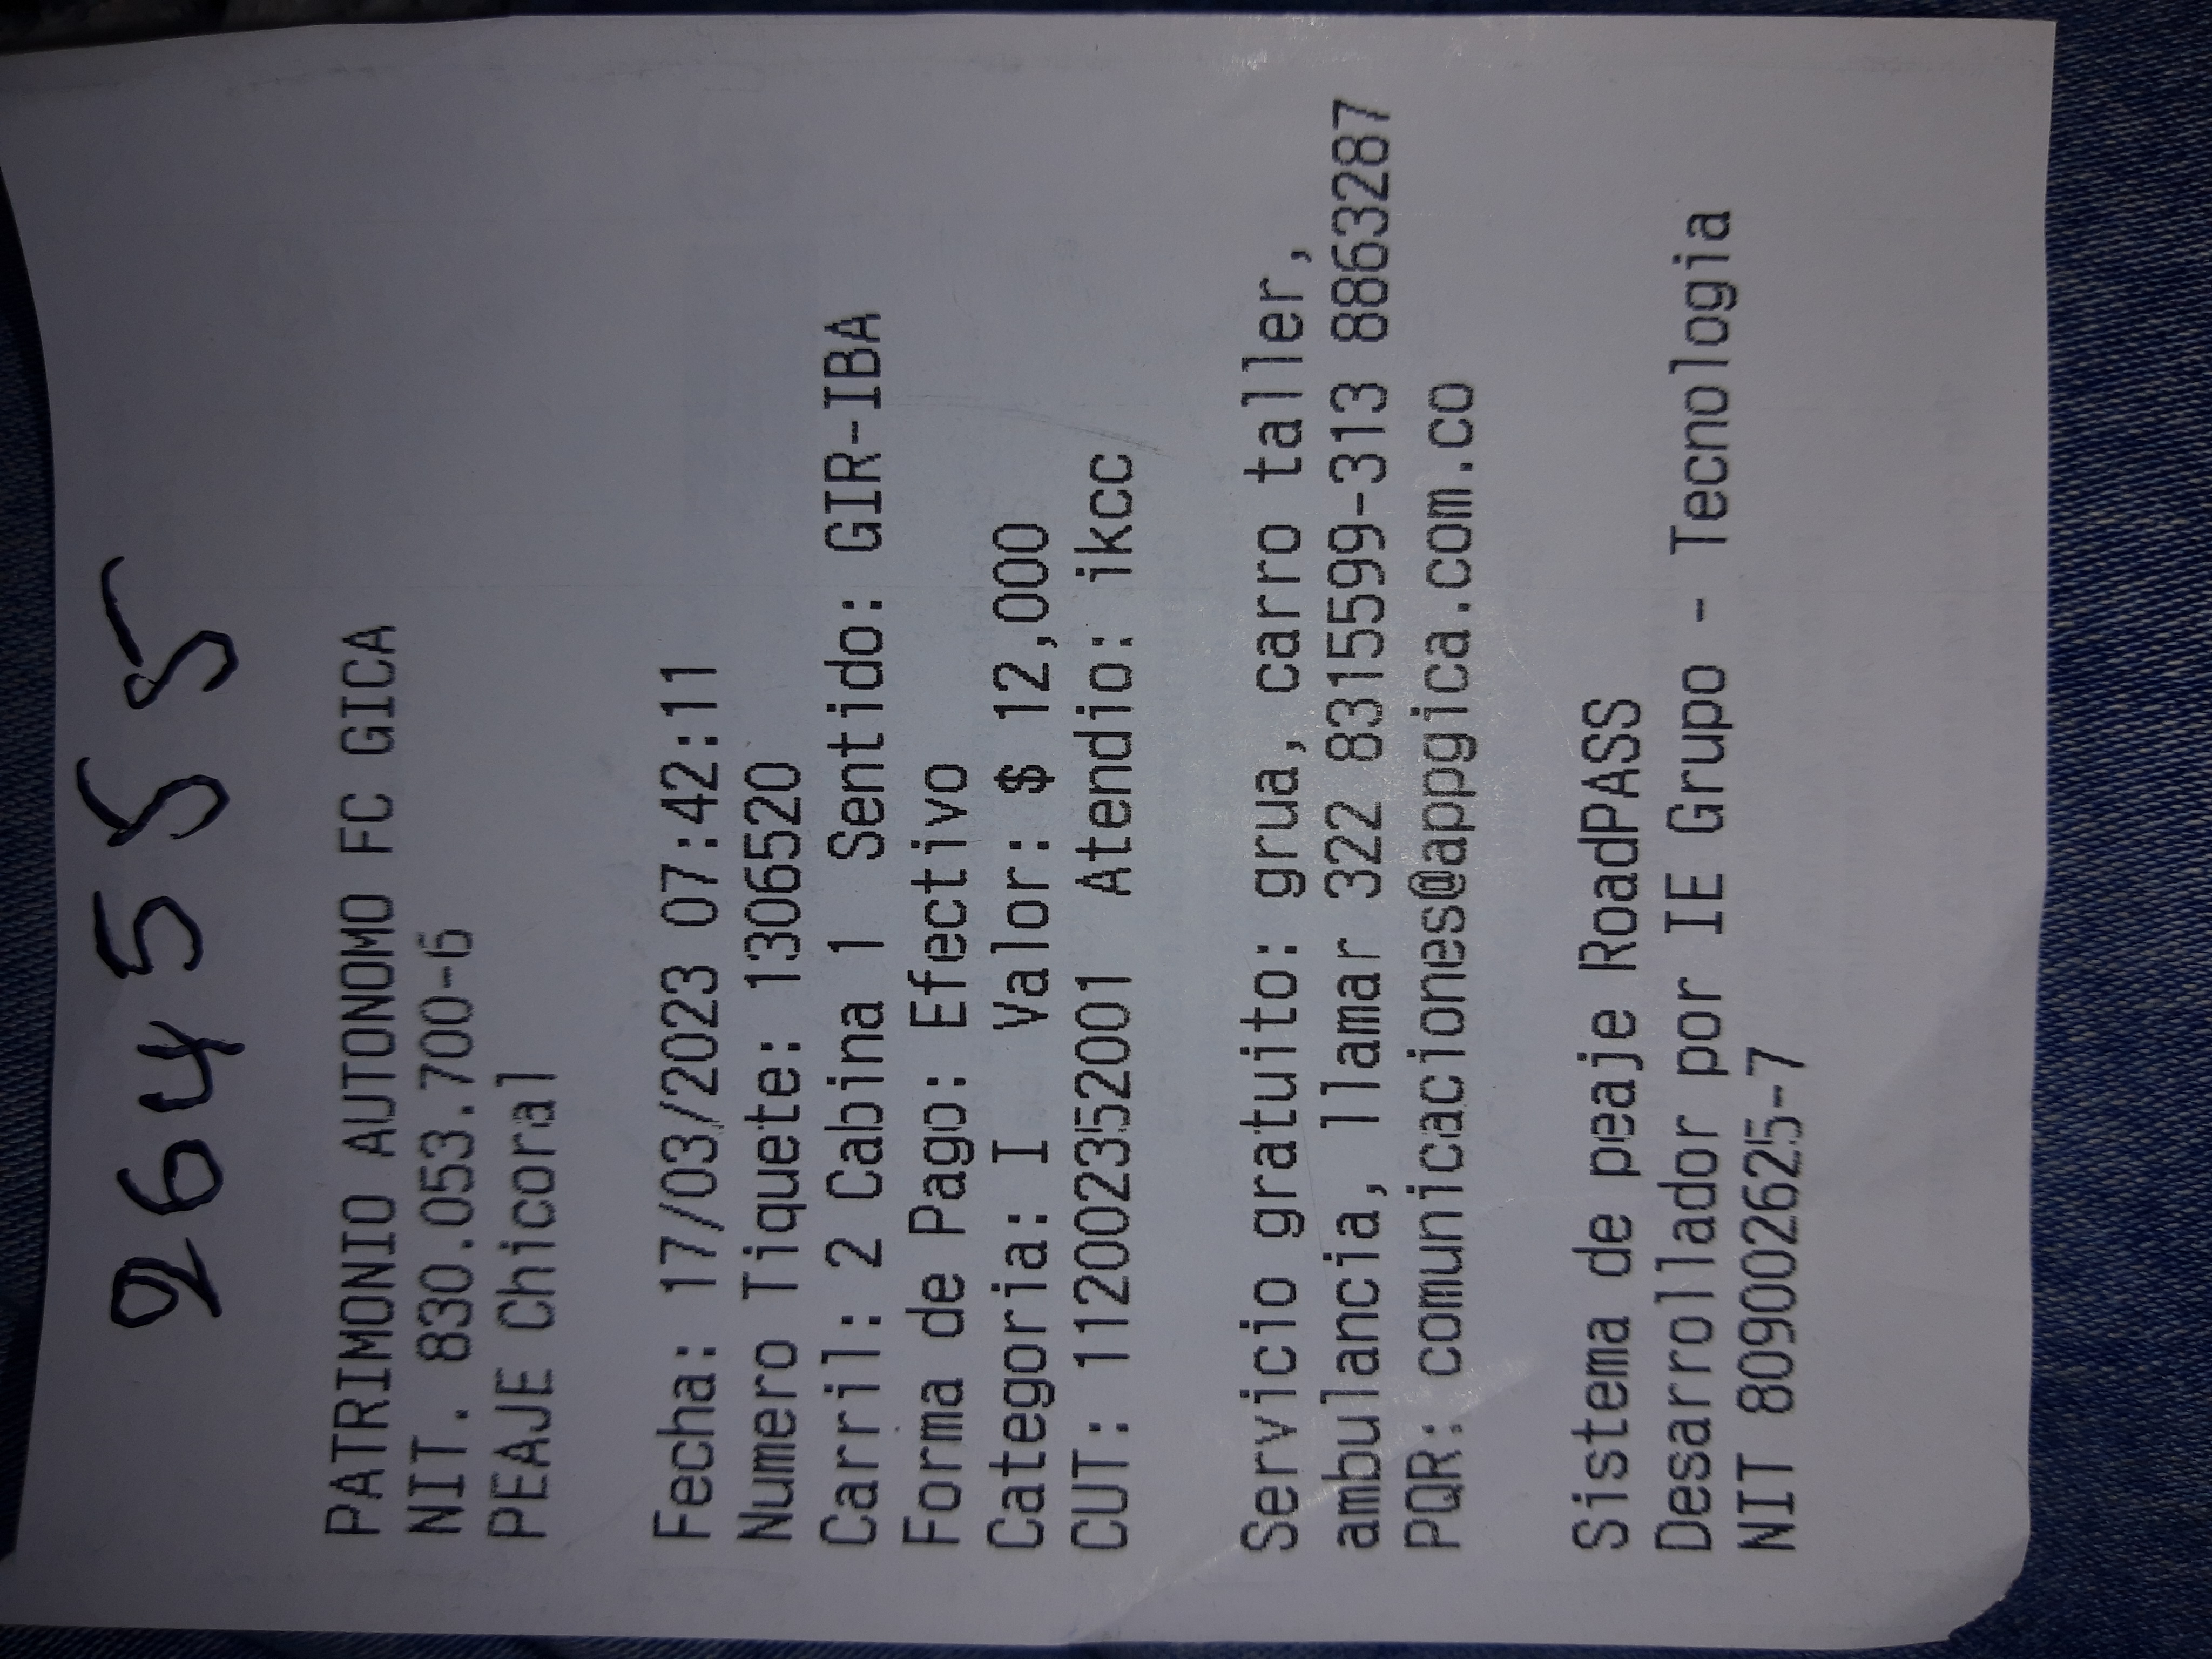 264555
PATRIMONIO AUTONOMO FC GICA
NIT. 830.053.700-6
PEAJE Chicoral
Fecha: 17/03/2023 07:42:11
Numero Tiquete: 1306520
Carril: 2 Cabina 1 Sentido: GIR-IBA
Forma de Pago: Efectivo
Categoria: I Valor: $ 12,000
CUT: 112002352001 Atendio: ikcc
Servicio gratuito: grua, carro taller,
ambulancia, llamar 322 8315599-313 8863287
PQR: comunicaciones@appgica.com.co
Sistema de peaje RoadPASS
Desarrollador por IE Grupo - Tecnologia
NIT 809002625-7